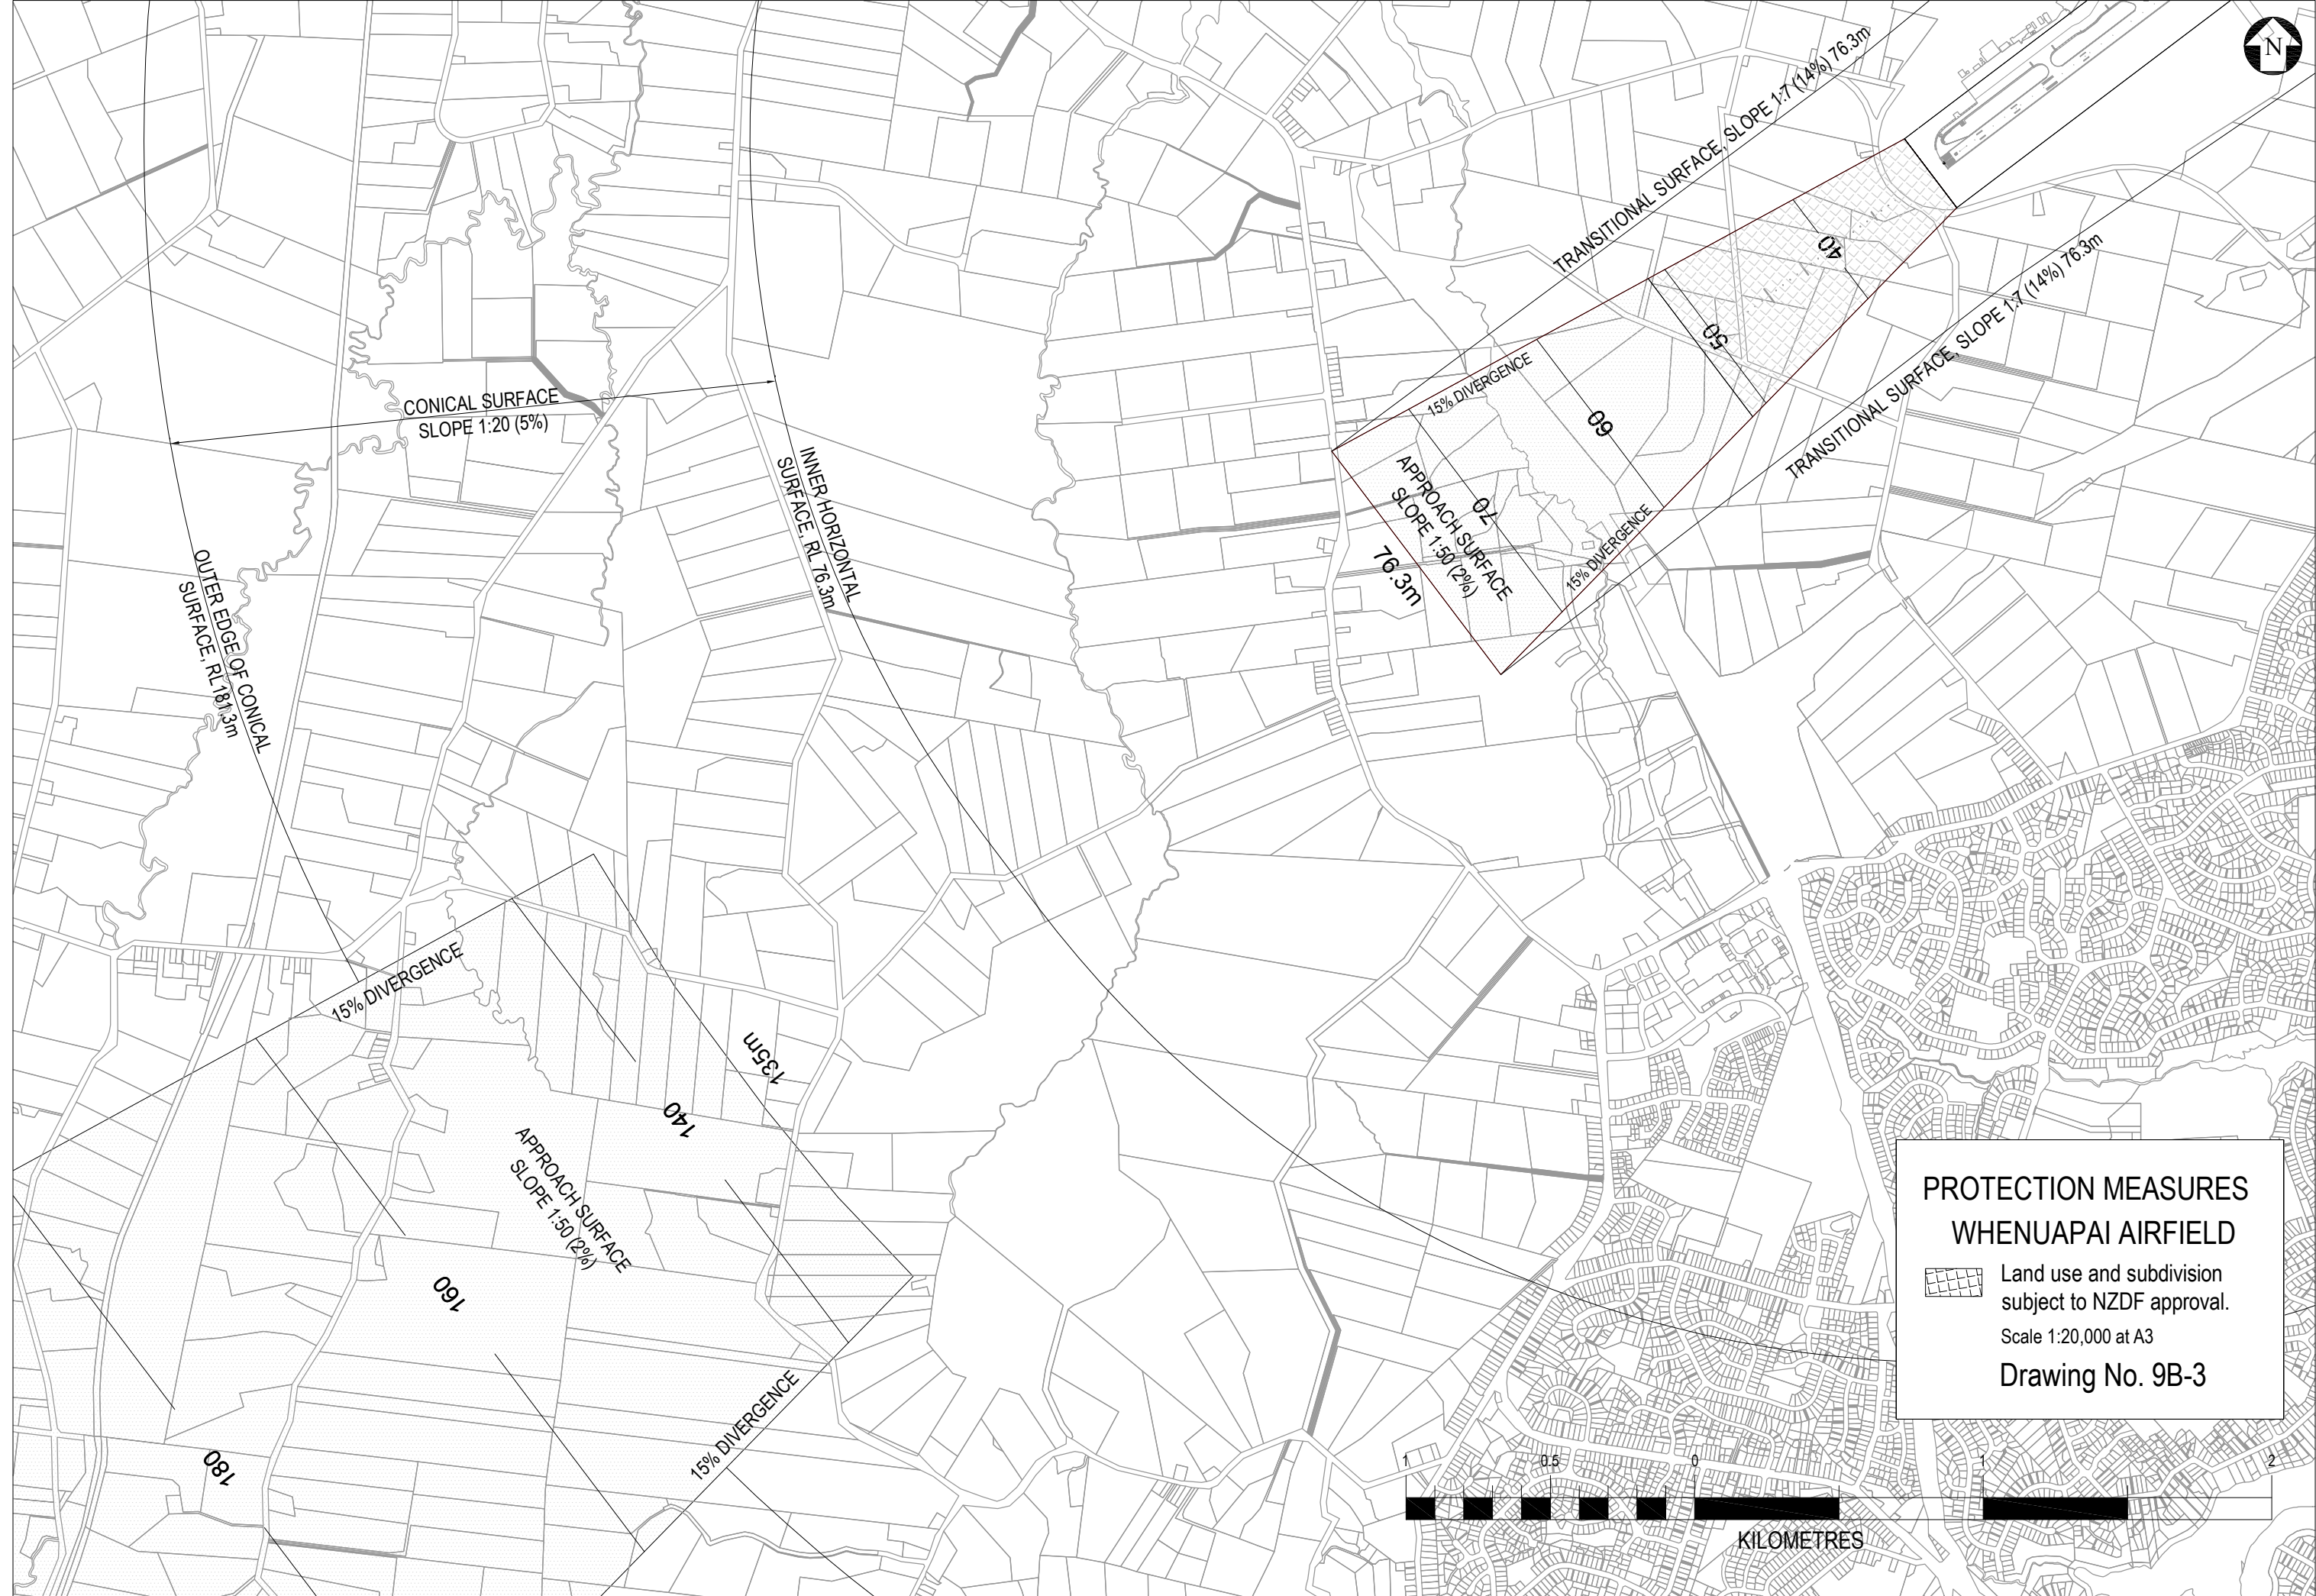 N
TRANSITIONAL SURFACE, SLOPE 1:7 (14%) 76.3m
40
50
TRANSITIONAL SURFACE, SLOPE 1:7 (14%) 76.3m
15% DIVERGENCE
60
70
APPROACH SURFACE
SLOPE 1:50 (2%)
76.3m
15% DIVERGENCE
CONICAL SURFACE
SLOPE 1:20 (5%)
INNER HORIZONTAL
SURFACE, RL 76.3m
OUTER EDGE OF CONICAL
SURFACE, RL181.3m
15% DIVERGENCE
135m
140
APPROACH SURFACE
SLOPE 1:50 (2%)
160
180
15% DIVERGENCE
PROTECTION MEASURES
WHENUAPAI AIRFIELD
Land use and subdivision
subject to NZDF approval.
Scale 1:20,000 at A3
Drawing No. 9B-3
1 0.5 0 1 2
KILOMETRES